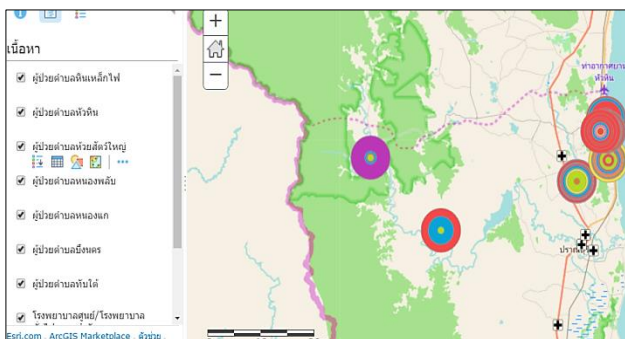 เนื้อหา
ผู้ป่วยตำบลหินเหล็กไฟ
ผู้ป่วยตำบลหัวหิน
ผู้ป่วยตำบลห้วยสัตว์ใหญ่
ผู้ป่วยตำบลหนองพลับ
ผู้ป่วยตำบลหนองแก
ผู้ป่วยตำบลบึงนคร
ผู้ป่วยตำบลทับใต้
โรงพยาบาลศูนย์/โรงพยาบาล
Esri.com . ArcGIS Marketplace . ตัวช่วย .
+
−
ท่าอากาศยาน
หัวหิน